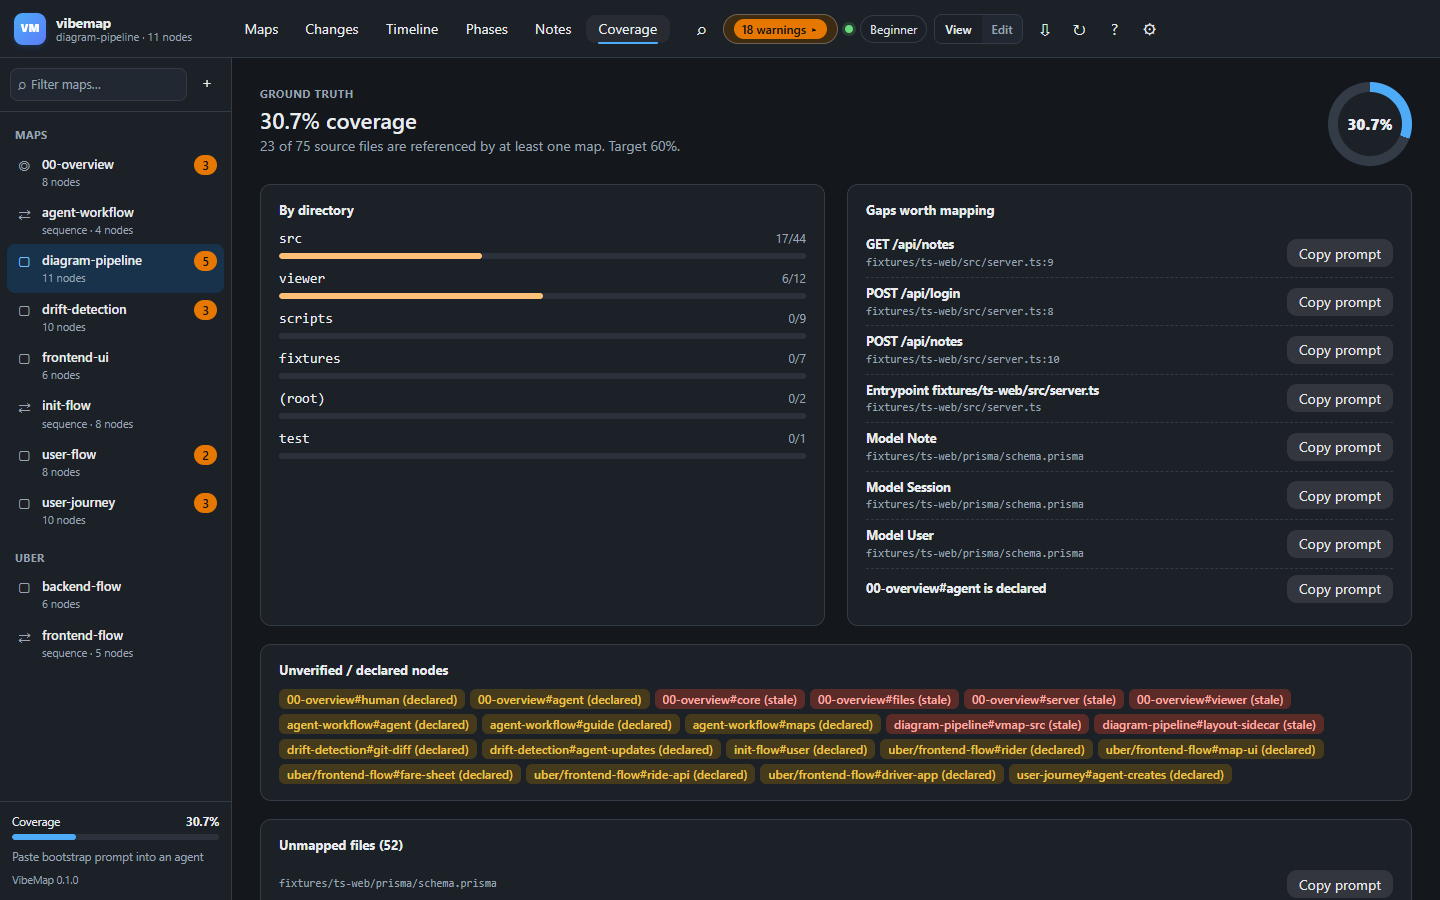 VM
vibemap
diagram-pipeline · 11 nodes
Maps
Changes
Timeline
Phases
Notes
Coverage
18 warnings
Beginner
View
Edit
?
Filter maps...
+
MAPS
00-overview
3
8 nodes
agent-workflow
sequence · 4 nodes
diagram-pipeline
5
11 nodes
drift-detection
3
10 nodes
frontend-ui
6 nodes
init-flow
sequence · 8 nodes
user-flow
2
8 nodes
user-journey
3
10 nodes
UBER
backend-flow
6 nodes
frontend-flow
sequence · 5 nodes
Coverage
30.7%
Paste bootstrap prompt into an agent
VibeMap 0.1.0
GROUND TRUTH
30.7% coverage
23 of 75 source files are referenced by at least one map. Target 60%.
30.7%
By directory
src
17/44
viewer
6/12
scripts
0/9
fixtures
0/7
(root)
0/2
test
0/1
Gaps worth mapping
GET /api/notes
fixtures/ts-web/src/server.ts:9
Copy prompt
POST /api/login
fixtures/ts-web/src/server.ts:8
Copy prompt
POST /api/notes
fixtures/ts-web/src/server.ts:10
Copy prompt
Entrypoint fixtures/ts-web/src/server.ts
fixtures/ts-web/src/server.ts
Copy prompt
Model Note
fixtures/ts-web/prisma/schema.prisma
Copy prompt
Model Session
fixtures/ts-web/prisma/schema.prisma
Copy prompt
Model User
fixtures/ts-web/prisma/schema.prisma
Copy prompt
00-overview#agent is declared
Copy prompt
Unverified / declared nodes
00-overview#human (declared)
00-overview#agent (declared)
00-overview#core (stale)
00-overview#files (stale)
00-overview#server (stale)
00-overview#viewer (stale)
agent-workflow#agent (declared)
agent-workflow#guide (declared)
agent-workflow#maps (declared)
diagram-pipeline#vmap-src (stale)
diagram-pipeline#layout-sidecar (stale)
drift-detection#git-diff (declared)
drift-detection#agent-updates (declared)
init-flow#user (declared)
uber/frontend-flow#rider (declared)
uber/frontend-flow#map-ui (declared)
uber/frontend-flow#fare-sheet (declared)
uber/frontend-flow#ride-api (declared)
uber/frontend-flow#driver-app (declared)
user-journey#agent-creates (declared)
Unmapped files (52)
fixtures/ts-web/prisma/schema.prisma
Copy prompt